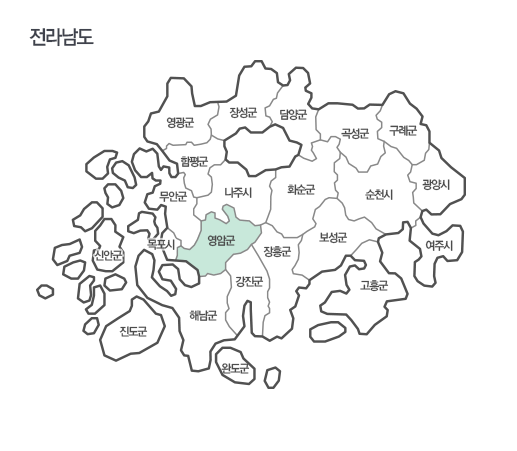 전라남도
장성군
담양군
영광군
곡성군
구례군
함평군
광양시
나주시
화순군
순천시
무안군
보성군
영암군
목포시
여주시
장흥군
신안군
강진군
고흥군
해남군
진도군
완도군